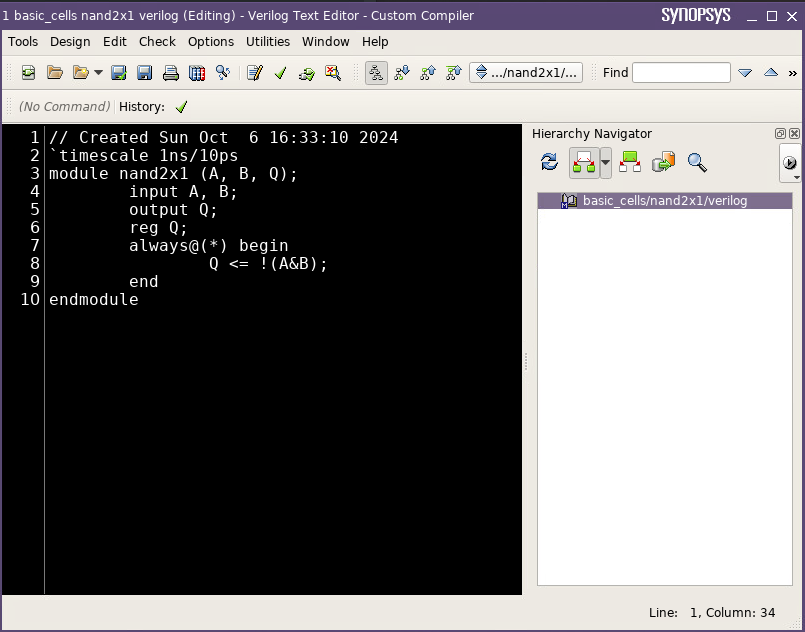 1 basic_cells nand2x1 verilog (Editing) - Verilog Text Editor - Custom Compiler
SYNOPSYS
Tools Design Edit Check Options Utilities Window Help
.../nand2x1/...
Find
»
(No Command) History:
1 // Created Sun Oct  6 16:33:10 2024
2 `timescale 1ns/10ps
3 module nand2x1 (A, B, Q);
4         input A, B;
5         output Q;
6         reg Q;
7         always@(*) begin
8                 Q <= !(A&B);
9         end
10 endmodule
Hierarchy Navigator
basic_cells/nand2x1/verilog
Line:   1, Column: 34